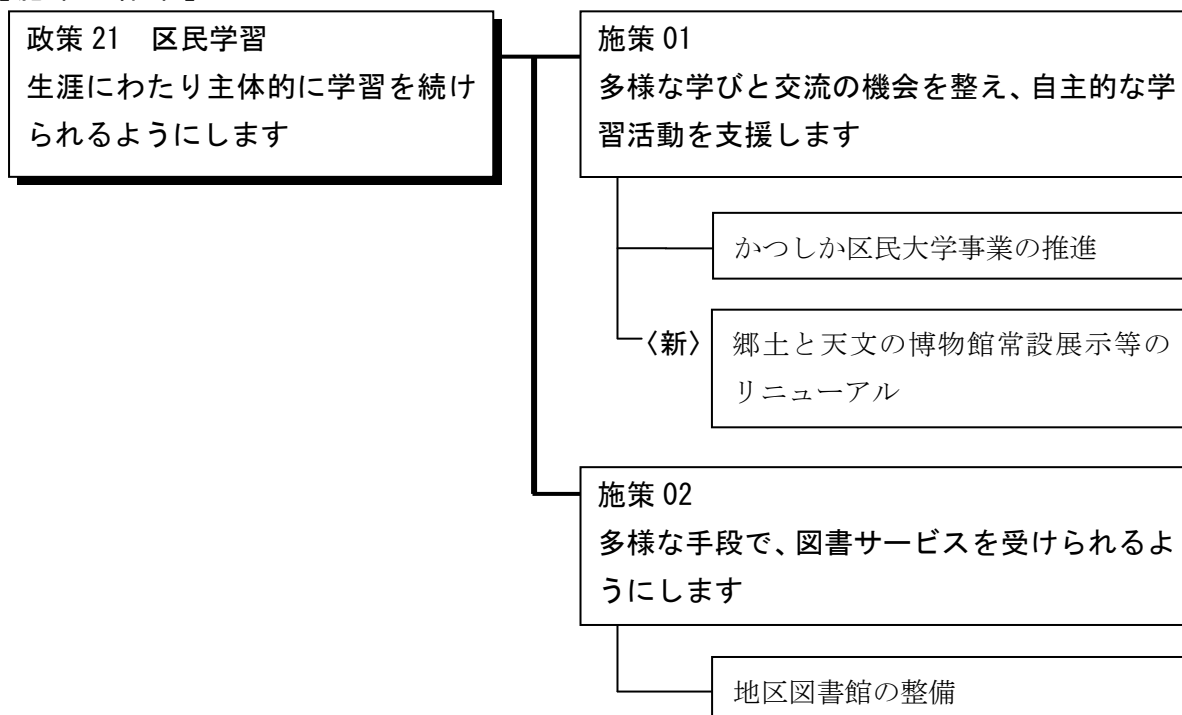 政策 21　区民学習
生涯にわたり主体的に学習を続け
られるようにします
施策 01
多様な学びと交流の機会を整え、自主的な学
習活動を支援します
かつしか区民大学事業の推進
〈新〉
郷土と天文の博物館常設展示等の
リニューアル
施策 02
多様な手段で、図書サービスを受けられるよ
うにします
地区図書館の整備